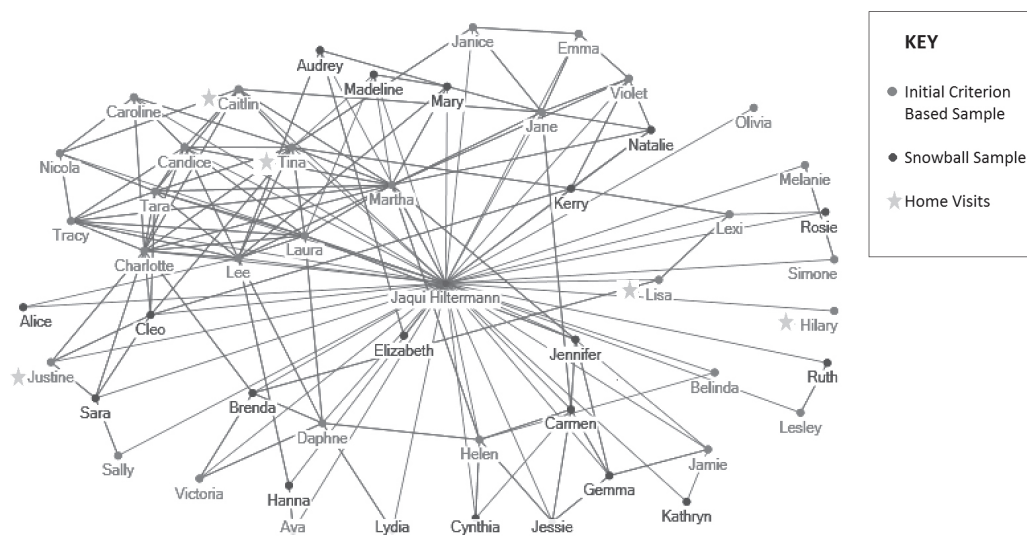 Janice
Emma
KEY
Audrey
Madeline
Violet
Initial Criterion
Based Sample
Caitlin
Mary
Caroline
Jane
Olivia
Natalie
Snowball Sample
Nicola
Candice
Tina
Melanie
Tara
Martha
Kerry
Home Visits
Tracy
Laura
Lexi
Rosie
Charlotte
Lee
Simone
Jaqui Hiltermann
Lisa
Alice
Cleo
Hilary
Elizabeth
Jennifer
Justine
Ruth
Belinda
Sara
Brenda
Carmen
Lesley
Daphne
Helen
Sally
Jamie
Victoria
Hanna
Gemma
Kathryn
Ava
Lydia
Cynthia
Jessie